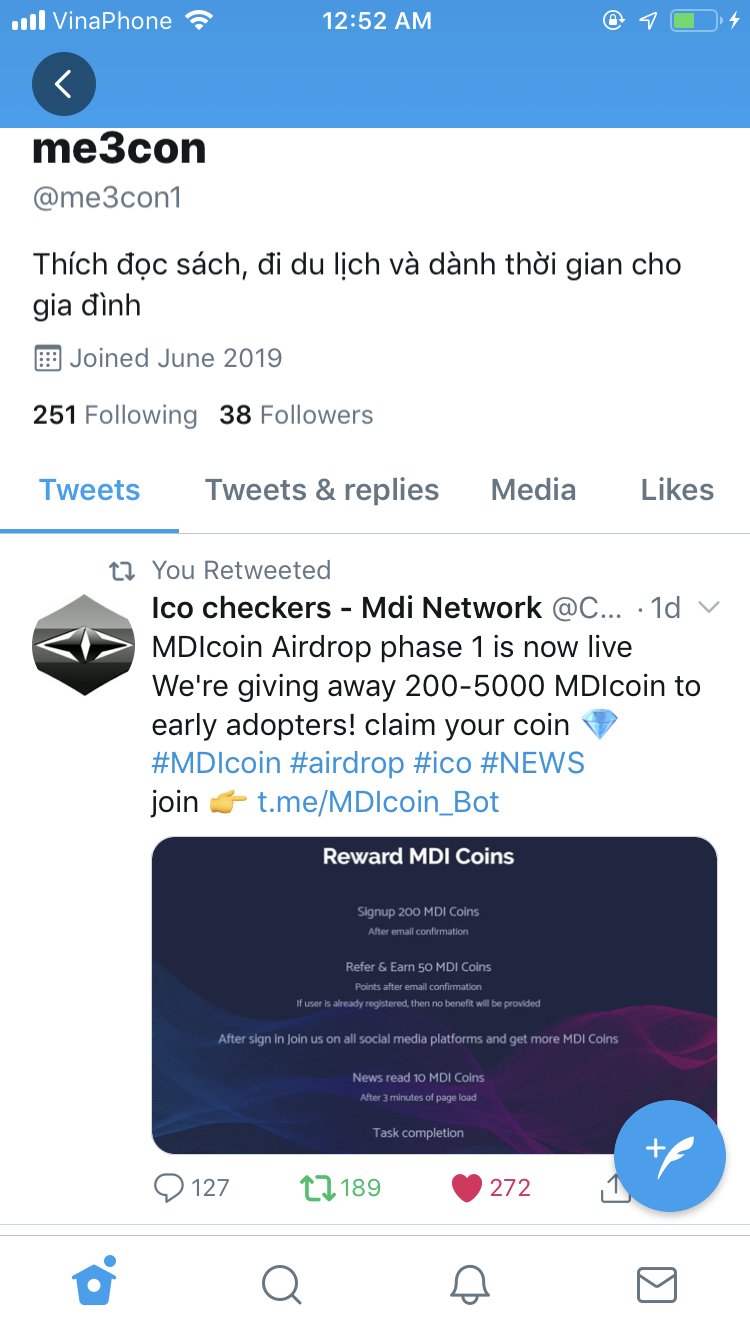 VinaPhone 12:52 AM
me3con
@me3con1
Thích đọc sách, đi du lịch và dành thời gian cho
gia đình
Joined June 2019
251 Following 38 Followers
Tweets Tweets & replies Media Likes
You Retweeted
Ico checkers - Mdi Network @C... · 1d
MDIcoin Airdrop phase 1 is now live
We're giving away 200-5000 MDIcoin to
early adopters! claim your coin 💎
#MDIcoin #airdrop #ico #NEWS
join 👉 t.me/MDIcoin_Bot
Reward MDI Coins
Signup 200 MDI Coins
After email confirmation
Refer & Earn 50 MDI Coins
Points after email confirmation
If user is already registered, then no benefit will be provided
After sign in Join us on all social media platforms and get more MDI Coins
News read 10 MDI Coins
After 3 minutes of page load
Task completion
127 189 272